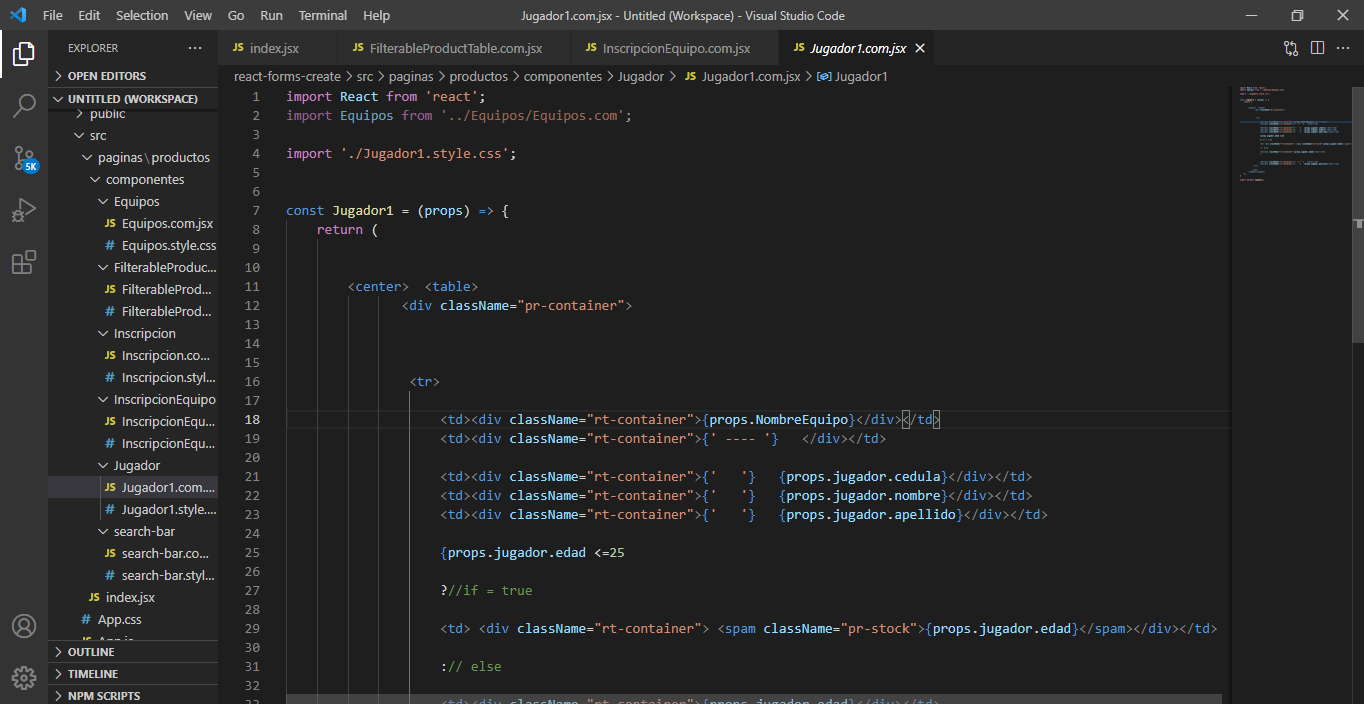 File Edit Selection View Go Run Terminal Help
Jugador1.com.jsx - Untitled (Workspace) - Visual Studio Code
EXPLORER
OPEN EDITORS
UNTITLED (WORKSPACE)
public
src
paginas \ productos
componentes
Equipos
JS Equipos.com.jsx
# Equipos.style.css
FilterableProduc...
JS FilterableProd...
# FilterableProd...
Inscripcion
JS Inscripcion.co...
# Inscripcion.styl...
InscripcionEquipo
JS InscripcionEqu...
# InscripcionEqu...
Jugador
JS Jugador1.com....
# Jugador1.style....
search-bar
JS search-bar.co...
# search-bar.styl...
JS index.jsx
# App.css
OUTLINE
TIMELINE
NPM SCRIPTS
5K
JS index.jsx
JS FilterableProductTable.com.jsx
JS InscripcionEquipo.com.jsx
JS Jugador1.com.jsx
react-forms-create > src > paginas > productos > componentes > Jugador > JS Jugador1.com.jsx > Jugador1
1 import React from 'react';
2 import Equipos from '../Equipos/Equipos.com';
3
4 import './Jugador1.style.css';
5
6
7 const Jugador1 = (props) => {
8 return (
9
10
11 <center> <table>
12 <div className="pr-container">
13
14
15
16 <tr>
17
18 <td><div className="rt-container">{props.NombreEquipo}</div></td>
19 <td><div className="rt-container">{' ---- '} </div></td>
20
21 <td><div className="rt-container">{' '} {props.jugador.cedula}</div></td>
22 <td><div className="rt-container">{' '} {props.jugador.nombre}</div></td>
23 <td><div className="rt-container">{' '} {props.jugador.apellido}</div></td>
24
25 {props.jugador.edad <=25
26
27 ?//if = true
28
29 <td> <div className="rt-container"> <spam className="pr-stock">{props.jugador.edad}</spam></div></td>
30
31 :// else
32